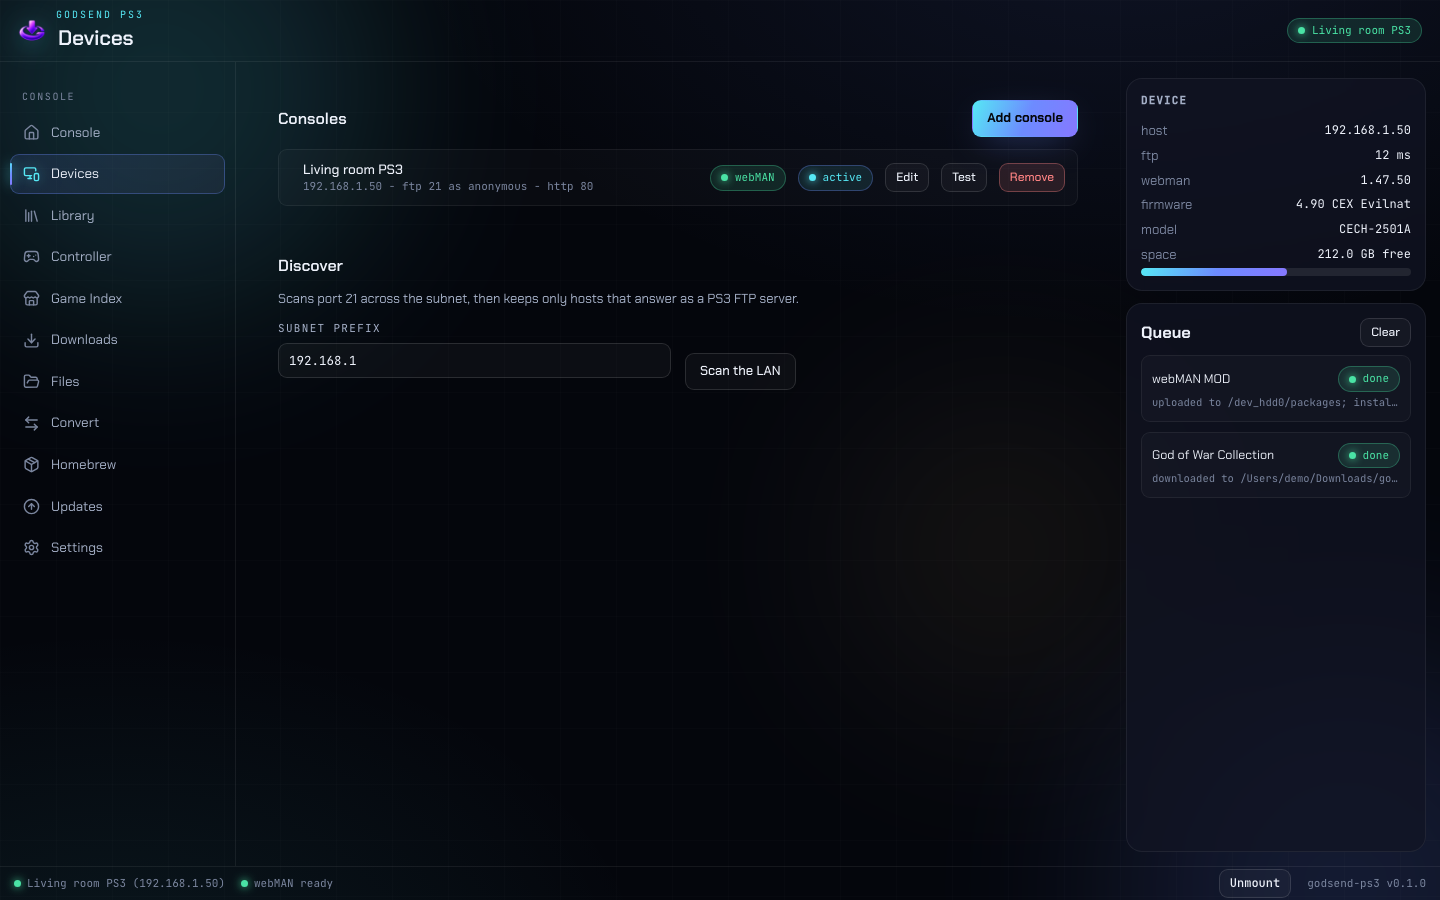 GODSEND PS3
Devices
Living room PS3
CONSOLE
Console
Devices
Library
Controller
Game Index
Downloads
Files
Convert
Homebrew
Updates
Settings
Consoles
Add console
Living room PS3
192.168.1.50 - ftp 21 as anonymous - http 80
webMAN
active
Edit
Test
Remove
Discover
Scans port 21 across the subnet, then keeps only hosts that answer as a PS3 FTP server.
SUBNET PREFIX
192.168.1
Scan the LAN
DEVICE
host 192.168.1.50
ftp 12 ms
webman 1.47.50
firmware 4.90 CEX Evilnat
model CECH-2501A
space 212.0 GB free
Queue
Clear
webMAN MOD
done
uploaded to /dev_hdd0/packages; instal…
God of War Collection
done
downloaded to /Users/demo/Downloads/go…
Living room PS3 (192.168.1.50)
webMAN ready
Unmount
godsend-ps3 v0.1.0